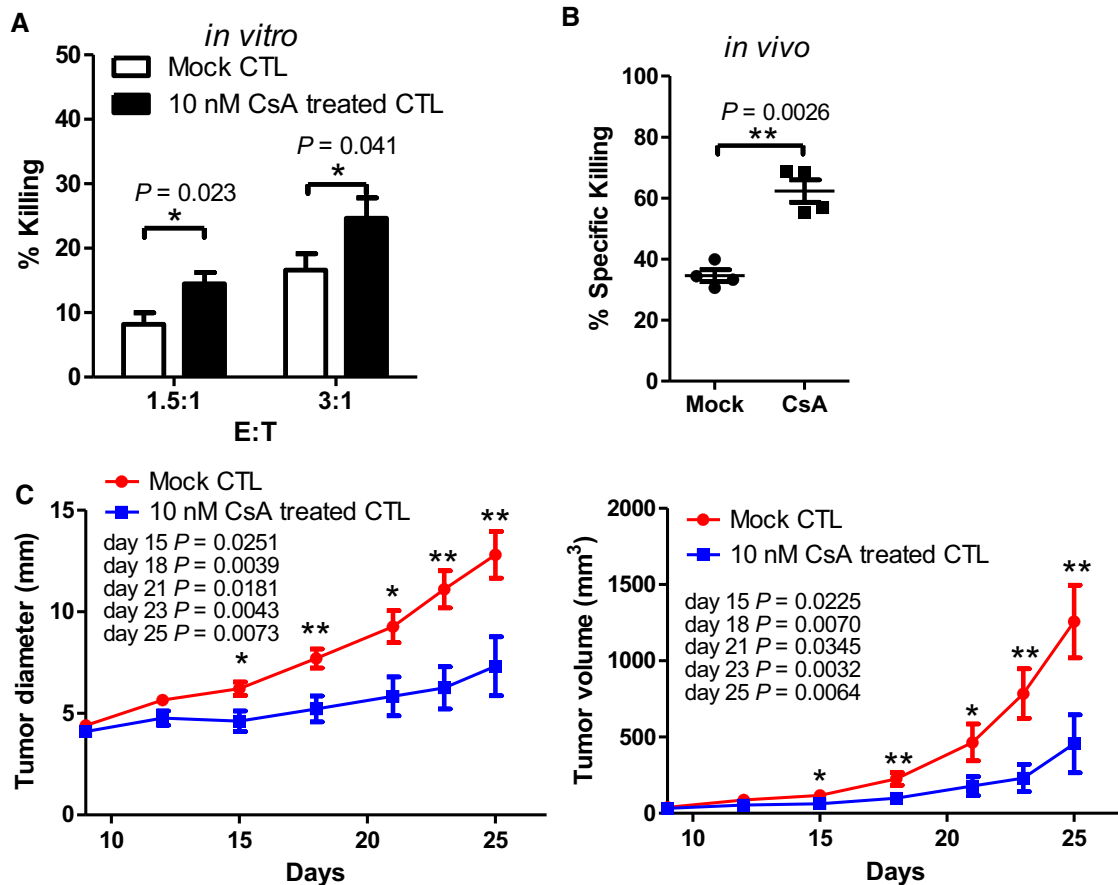 A
in vitro
Mock CTL
10 nM CsA treated CTL
% Killing
50
40
30
20
10
0
P = 0.023
*
P = 0.041
*
1.5:1
3:1
E:T
B
in vivo
% Specific Killing
100
80
60
40
20
0
P = 0.0026
**
Mock
CsA
C
Mock CTL
10 nM CsA treated CTL
day 15 P = 0.0251
day 18 P = 0.0039
day 21 P = 0.0181
day 23 P = 0.0043
day 25 P = 0.0073
Tumor diameter (mm)
15
10
5
0
*
**
*
**
**
10
15
20
25
Days
Mock CTL
10 nM CsA treated CTL
day 15 P = 0.0225
day 18 P = 0.0070
day 21 P = 0.0345
day 23 P = 0.0032
day 25 P = 0.0064
Tumor volume (mm³)
2000
1500
1000
500
0
*
**
*
**
**
10
15
20
25
Days